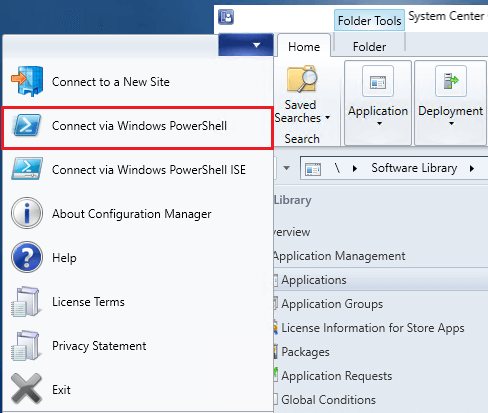 Folder Tools
System Center
Home
Folder
Connect to a New Site
Connect via Windows PowerShell
Connect via Windows PowerShell ISE
About Configuration Manager
Help
License Terms
Privacy Statement
Exit
Saved
Searches
Search
Application
Deployment
\
Software Library
Library
erview
Application Management
Applications
Application Groups
License Information for Store Apps
Packages
Application Requests
Global Conditions